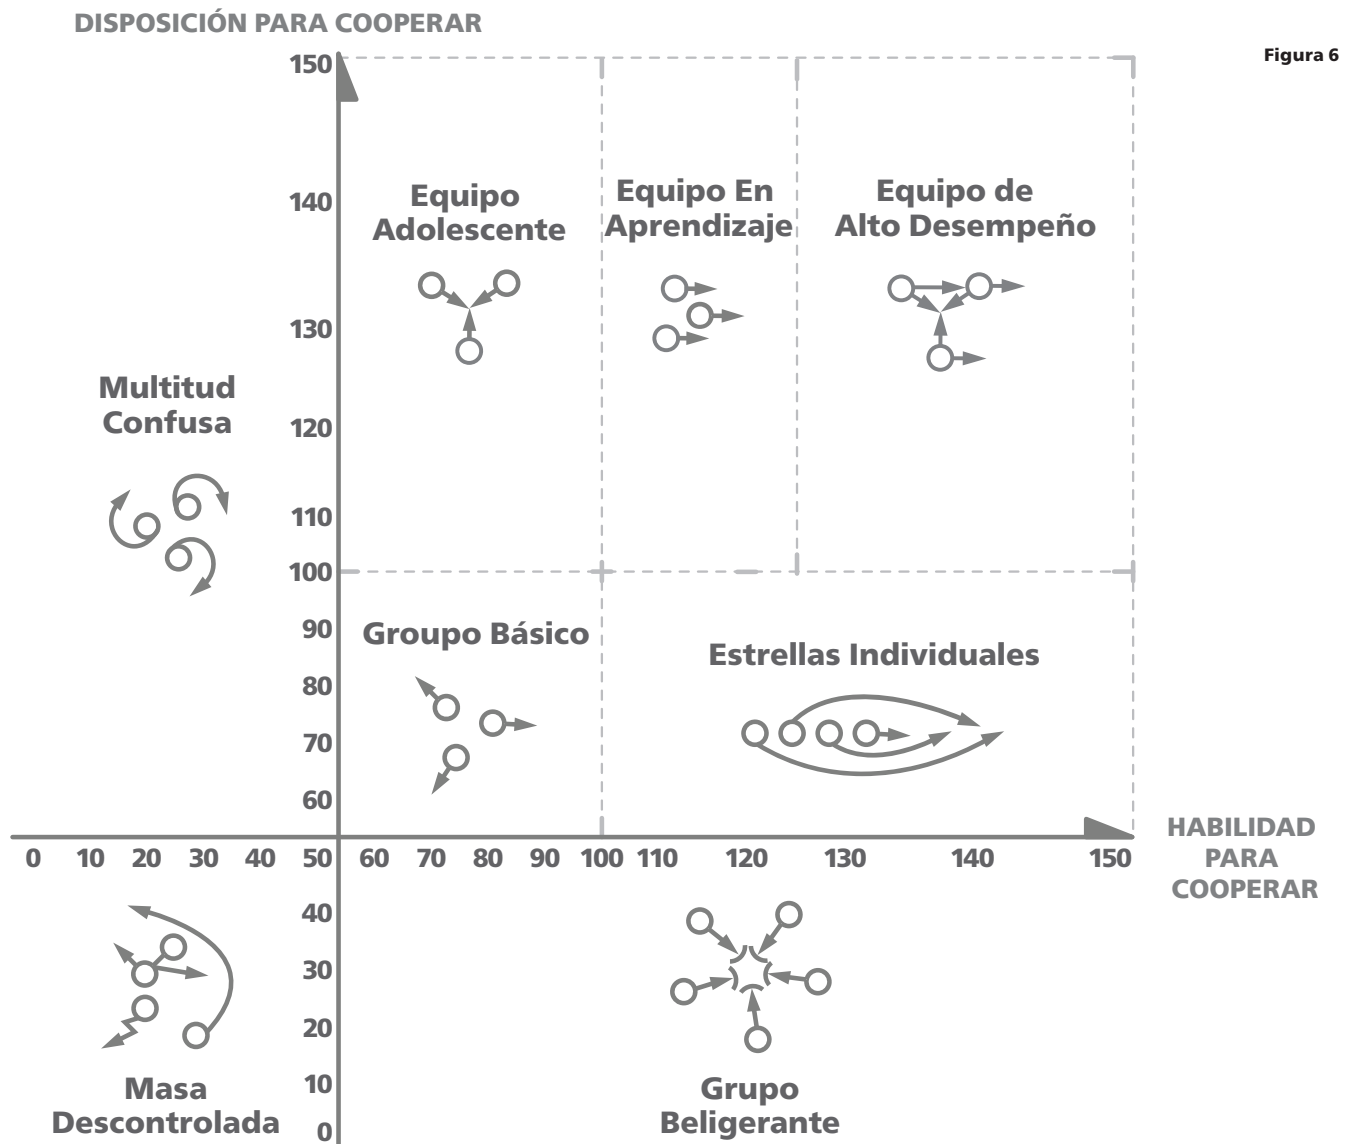 DISPOSICIÓN PARA COOPERAR
Figura 6
150
140
130
120
110
100
90
80
70
60
Equipo
Adolescente
Equipo En
Aprendizaje
Equipo de
Alto Desempeño
Multitud
Confusa
Groupo Básico
Estrellas Individuales
HABILIDAD
PARA
COOPERAR
0 10 20 30 40 50 60 70 80 90 100 110 120 130 140 150
40
30
20
10
0
Masa
Descontrolada
Grupo
Beligerante